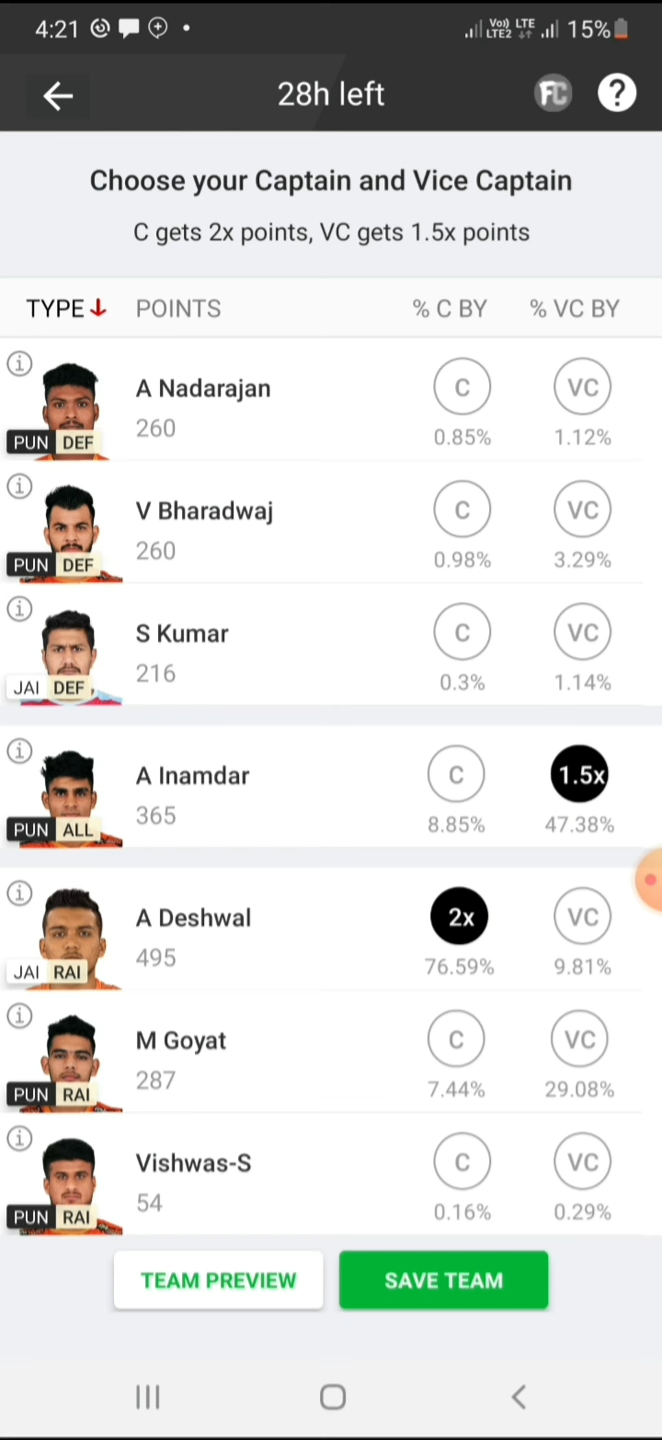 4:21
Vo)) LTE
LTE2
15%
28h left
FC
?
Choose your Captain and Vice Captain
C gets 2x points, VC gets 1.5x points
TYPE POINTS % C BY % VC BY
A Nadarajan C VC
260 0.85% 1.12%
PUN DEF
V Bharadwaj C VC
260 0.98% 3.29%
PUN DEF
S Kumar C VC
216 0.3% 1.14%
JAI DEF
A Inamdar C 1.5x
365 8.85% 47.38%
PUN ALL
A Deshwal 2x VC
495 76.59% 9.81%
JAI RAI
M Goyat C VC
287 7.44% 29.08%
PUN RAI
Vishwas-S C VC
54 0.16% 0.29%
PUN RAI
TEAM PREVIEW SAVE TEAM